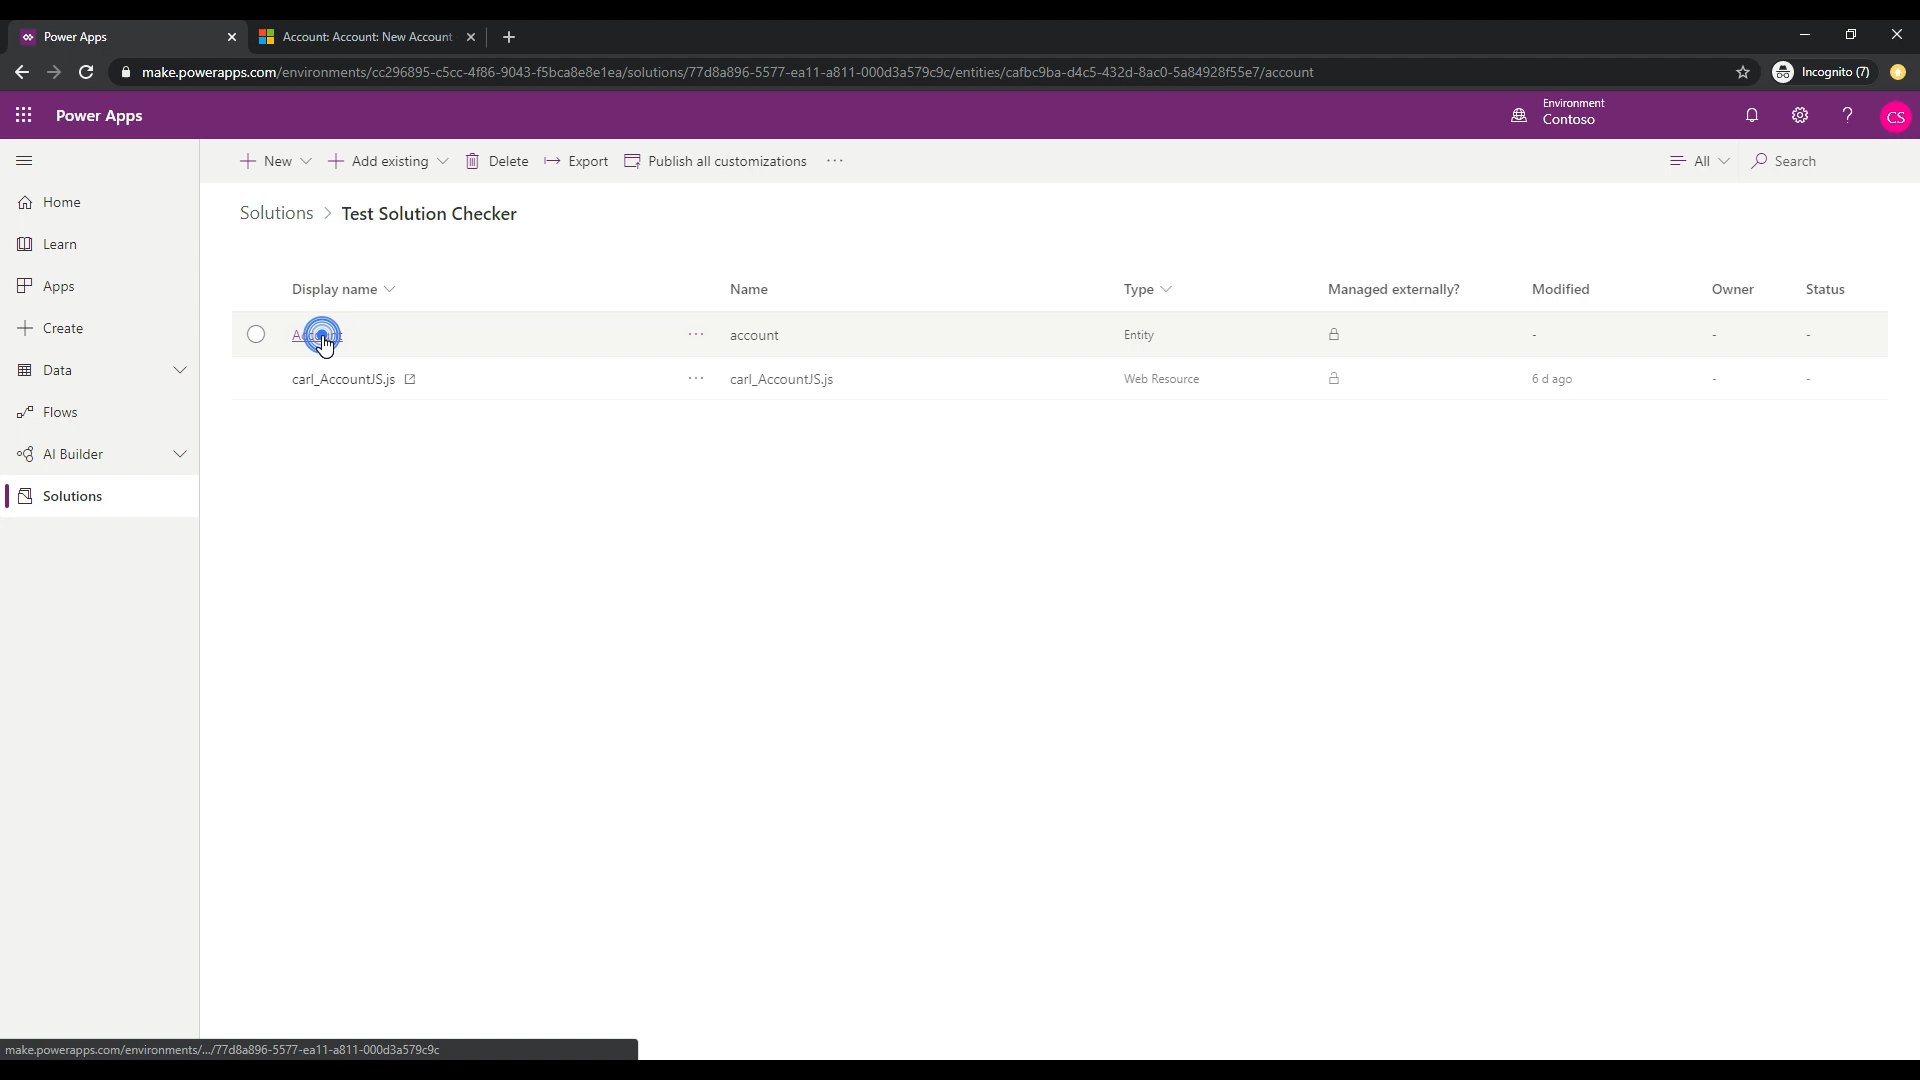 Power Apps
Account: Account: New Account
make.powerapps.com/environments/cc296895-c5cc-4f86-9043-f5bca8e8e1ea/solutions/77d8a896-5577-ea11-a811-000d3a579c9c/entities/cafbc9ba-d4c5-432d-8ac0-5a84928f55e7/account
Incognito (7)
Power Apps
Environment
Contoso
CS
New
Add existing
Delete
Export
Publish all customizations
All
Search
Home
Learn
Apps
Create
Data
Flows
AI Builder
Solutions
Solutions > Test Solution Checker
Display name Name Type Managed externally? Modified Owner Status
Account ··· account Entity - - -
carl_AccountJS.js ··· carl_AccountJS.js Web Resource 6 d ago - -
make.powerapps.com/environments/.../77d8a896-5577-ea11-a811-000d3a579c9c